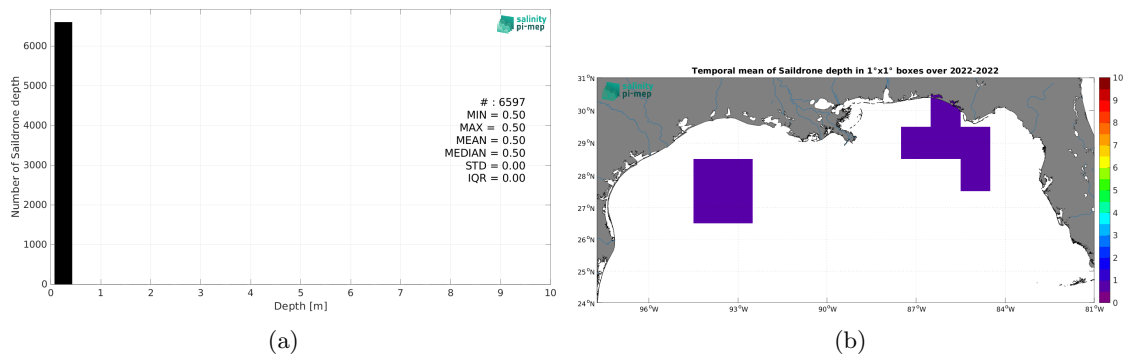 salinity
pi-mep
Number of Saildrone depth
6000
5000
4000
3000
2000
1000
0
# : 6597
MIN = 0.50
MAX = 0.50
MEAN = 0.50
MEDIAN = 0.50
STD = 0.00
IQR = 0.00
0 1 2 3 4 5 6 7 8 9 10
Depth [m]
(a)
Temporal mean of Saildrone depth in 1°x1° boxes over 2022-2022
salinity
pi-mep
31°N
30°N
29°N
28°N
27°N
26°N
25°N
24°N
96°W 93°W 90°W 87°W 84°W 81°W
10
9
8
7
6
5
4
3
2
1
0
(b)